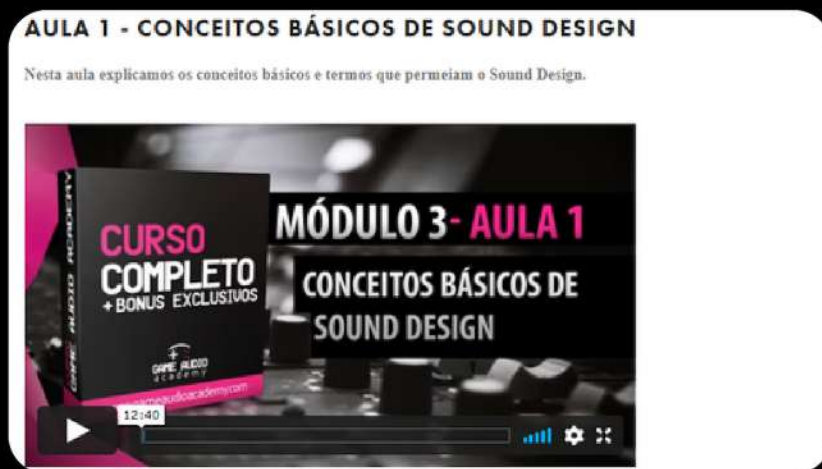 AULA 1 - CONCEITOS BÁSICOS DE SOUND DESIGN
Nesta aula explicamos os conceitos básicos e termos que permeiam o Sound Design.
GAME AUDIO ACADEMY
CURSO
COMPLETO
+ BONUS EXCLUSIVOS
GAME AUDIO
academy
gameaudioacademy.com
MÓDULO 3- AULA 1
CONCEITOS BÁSICOS DE
SOUND DESIGN
12:40